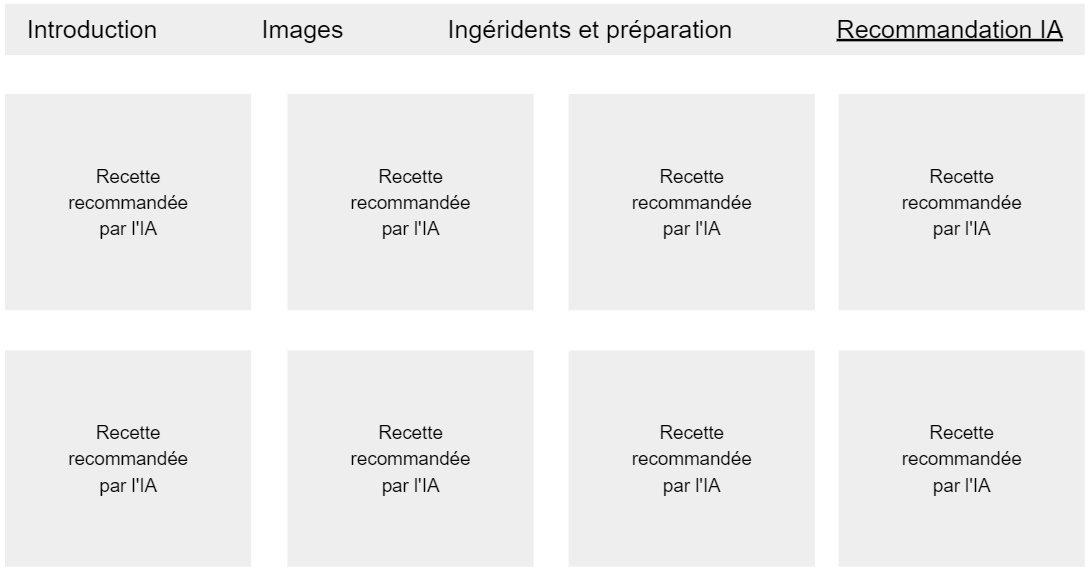 Introduction Images Ingéridents et préparation Recommandation IA
Recette
recommandée
par l'IA
Recette
recommandée
par l'IA
Recette
recommandée
par l'IA
Recette
recommandée
par l'IA
Recette
recommandée
par l'IA
Recette
recommandée
par l'IA
Recette
recommandée
par l'IA
Recette
recommandée
par l'IA